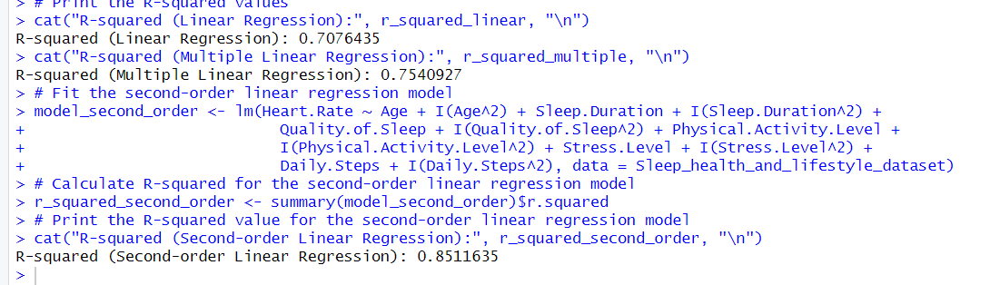 > # Print the R-squared values
> cat("R-squared (Linear Regression):", r_squared_linear, "\n")
R-squared (Linear Regression): 0.7076435
> cat("R-squared (Multiple Linear Regression):", r_squared_multiple, "\n")
R-squared (Multiple Linear Regression): 0.7540927
> # Fit the second-order linear regression model
> model_second_order <- lm(Heart.Rate ~ Age + I(Age^2) + Sleep.Duration + I(Sleep.Duration^2) +
+                            Quality.of.Sleep + I(Quality.of.Sleep^2) + Physical.Activity.Level +
+                            I(Physical.Activity.Level^2) + Stress.Level + I(Stress.Level^2) +
+                            Daily.Steps + I(Daily.Steps^2), data = Sleep_health_and_lifestyle_dataset)
> # Calculate R-squared for the second-order linear regression model
> r_squared_second_order <- summary(model_second_order)$r.squared
> # Print the R-squared value for the second-order linear regression model
> cat("R-squared (Second-order Linear Regression):", r_squared_second_order, "\n")
R-squared (Second-order Linear Regression): 0.8511635
>